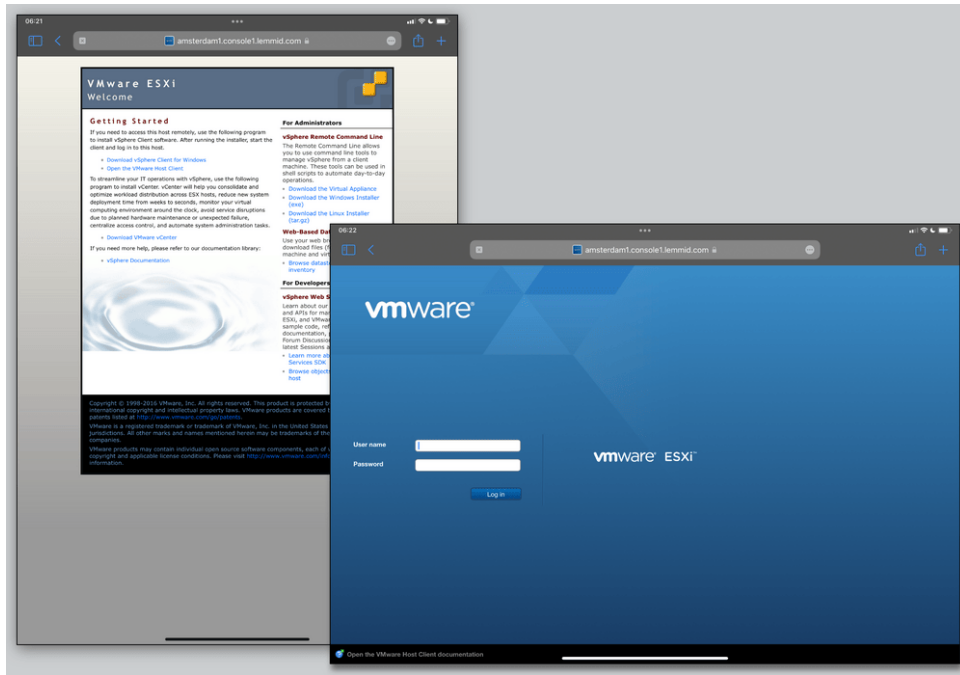 06:21
amsterdam1.console1.lemmid.com
VMware ESXi
Welcome
Getting Started
If you need to access this host remotely, use the following program
to install vSphere Client software. After running the installer, start the
client and log in to this host.
• Download vSphere Client for Windows
• Open the VMware Host Client
To streamline your IT operations with vSphere, use the following
program to install vCenter. vCenter will help you consolidate and
optimize workload distribution across ESX hosts, reduce new system
deployment time from weeks to seconds, monitor your virtual
computing environment around the clock, avoid service disruptions
due to planned hardware maintenance or unexpected failure,
centralize access control, and automate system administration tasks.
• Download VMware vCenter
If you need more help, please refer to our documentation library:
• vSphere Documentation
For Administrators
vSphere Remote Command Line
The Remote Command Line allows
you to use command line tools to
manage vSphere from a client
machine. These tools can be used in
shell scripts to automate day-to-day
operations.
• Download the Virtual Appliance
• Download the Windows Installer
(exe)
• Download the Linux Installer
(tar.gz)
Web-Based Dat
Use your web br
download files (
machine and virt
• Browse datast
inventory
For Developers
vSphere Web S
Learn about our
and APIs for ma
ESXi, and VMwa
sample code, ref
documentation,
Forum Discussio
latest Sessions a
• Learn more ab
Services SDK
• Browse objects
host
Copyright © 1998-2016 VMware, Inc. All rights reserved. This product is protected b
international copyright and intellectual property laws. VMware products are covered b
patents listed at http://www.vmware.com/go/patents.
VMware is a registered trademark or trademark of VMware, Inc. in the United States
jurisdictions. All other marks and names mentioned herein may be trademarks of the
companies.
VMware products may contain individual open source software components, each of
copyright and applicable license conditions. Please visit http://www.vmware.com/inf
information.
06:22
amsterdam1.console1.lemmid.com
vmware
User name
Password
Log in
vmware ESXi
Open the VMware Host Client documentation